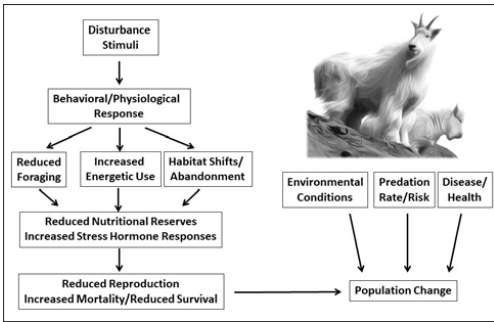 Disturbance
Stimuli
Behavioral/Physiological
Response
Reduced
Foraging
Increased
Energetic Use
Habitat Shifts/
Abandonment
Reduced Nutritional Reserves
Increased Stress Hormone Responses
Reduced Reproduction
Increased Mortality/Reduced Survival
Environmental
Conditions
Predation
Rate/Risk
Disease/
Health
Population Change